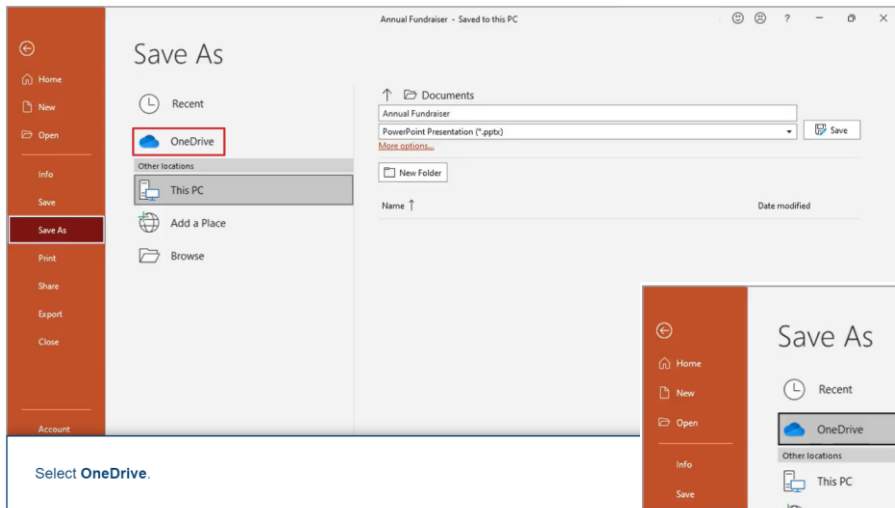 Annual Fundraiser - Saved to this PC
?
Save As
Home
New
Open
Info
Save
Save As
Print
Share
Export
Close
Account
Recent
OneDrive
Other locations
This PC
Add a Place
Browse
Documents
Annual Fundraiser
PowerPoint Presentation (*.pptx)
Save
More options...
New Folder
Name
Date modified
Select OneDrive.
Save As
Home
New
Open
Info
Save
Recent
OneDrive
Other locations
This PC